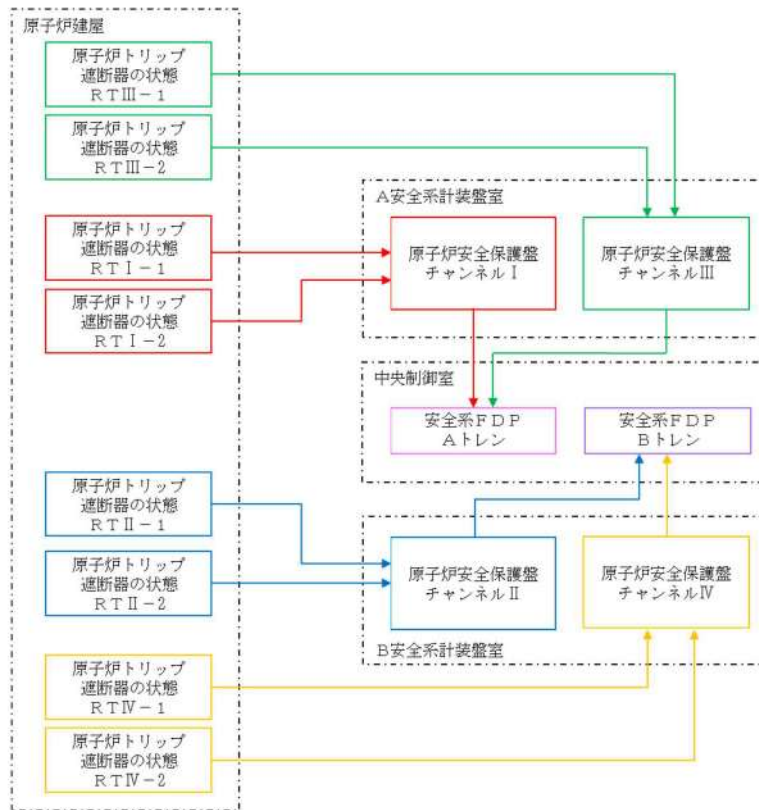 原子炉建屋
原子炉トリップ
遮断器の状態
ＲＴⅢ－１
原子炉トリップ
遮断器の状態
ＲＴⅢ－２
原子炉トリップ
遮断器の状態
ＲＴⅠ－１
原子炉トリップ
遮断器の状態
ＲＴⅠ－２
原子炉トリップ
遮断器の状態
ＲＴⅡ－１
原子炉トリップ
遮断器の状態
ＲＴⅡ－２
原子炉トリップ
遮断器の状態
ＲＴⅣ－１
原子炉トリップ
遮断器の状態
ＲＴⅣ－２
Ａ安全系計装盤室
原子炉安全保護盤
チャンネルⅠ
原子炉安全保護盤
チャンネルⅢ
中央制御室
安全系ＦＤＰ
Ａトレン
安全系ＦＤＰ
Ｂトレン
原子炉安全保護盤
チャンネルⅡ
原子炉安全保護盤
チャンネルⅣ
Ｂ安全系計装盤室